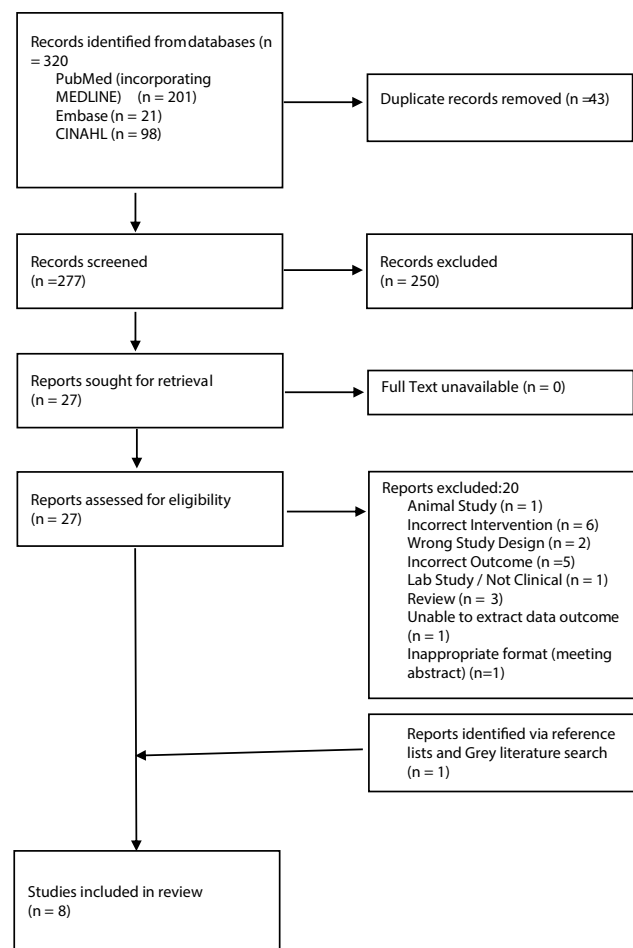 Records identified from databases (n
= 320
PubMed (incorporating
MEDLINE) (n = 201)
Embase (n = 21)
CINAHL (n = 98)
Duplicate records removed (n =43)
Records screened
(n =277)
Records excluded
(n = 250)
Reports sought for retrieval
(n = 27)
Full Text unavailable (n = 0)
Reports assessed for eligibility
(n = 27)
Reports excluded:20
Animal Study (n = 1)
Incorrect Intervention (n = 6)
Wrong Study Design (n = 2)
Incorrect Outcome (n =5)
Lab Study / Not Clinical (n = 1)
Review (n = 3)
Unable to extract data outcome
(n = 1)
Inappropriate format (meeting
abstract) (n=1)
Reports identified via reference
lists and Grey literature search
(n = 1)
Studies included in review
(n = 8)